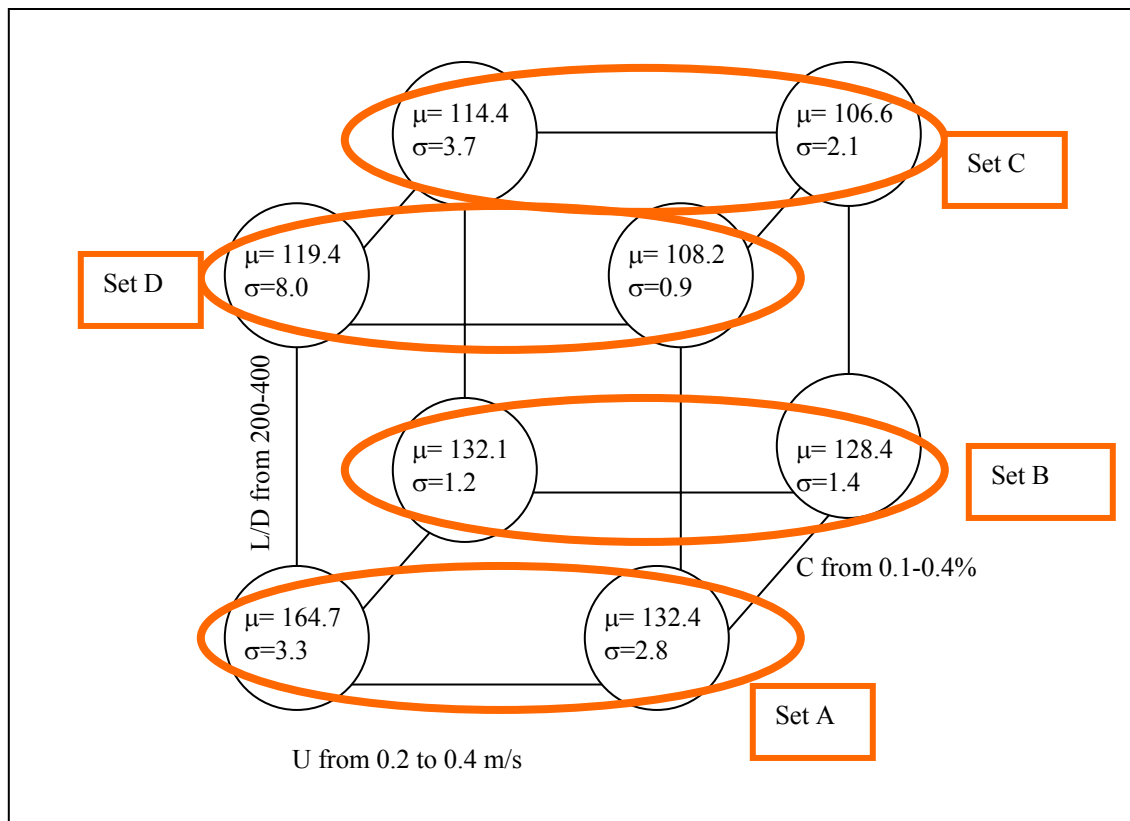 μ= 114.4
σ=3.7
μ= 106.6
σ=2.1
Set C
μ= 119.4
σ=8.0
μ= 108.2
σ=0.9
Set D
L/D from 200-400
μ= 132.1
σ=1.2
μ= 128.4
σ=1.4
Set B
C from 0.1-0.4%
μ= 164.7
σ=3.3
μ= 132.4
σ=2.8
Set A
U from 0.2 to 0.4 m/s